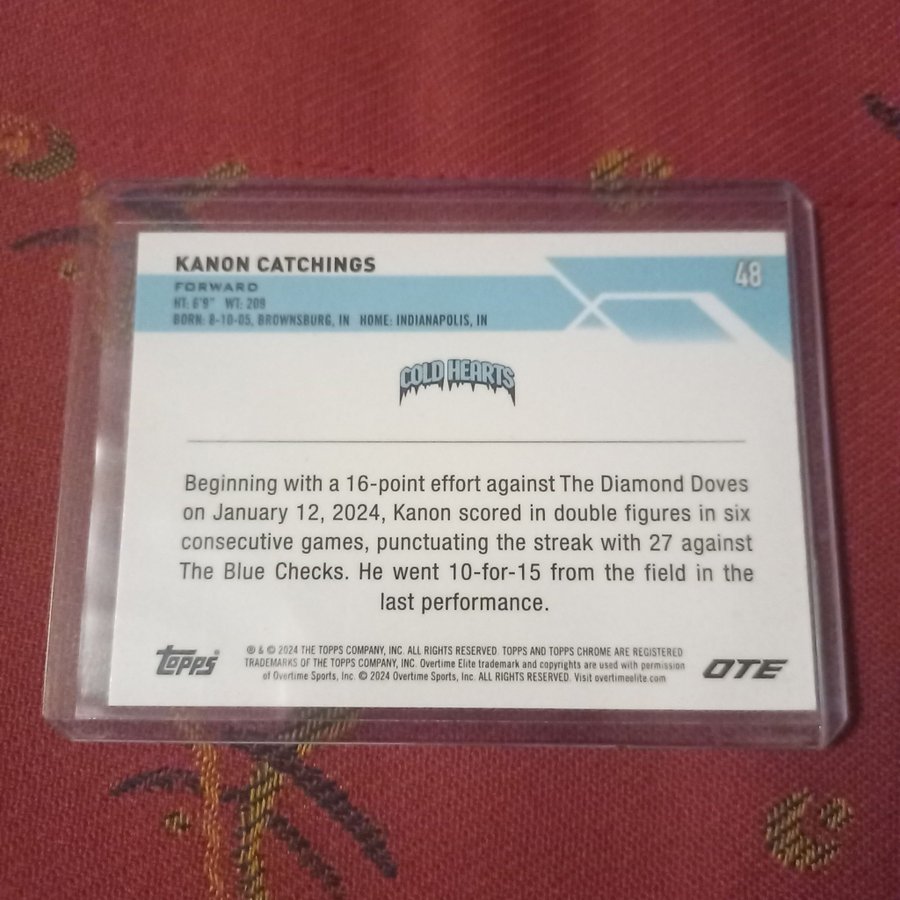 KANON CATCHINGS
48
FORWARD
HT: 6'9" WT: 209
BORN: 8-10-05, BROWNSBURG, IN HOME: INDIANAPOLIS, IN
COLD HEARTS
Beginning with a 16-point effort against The Diamond Doves
on January 12, 2024, Kanon scored in double figures in six
consecutive games, punctuating the streak with 27 against
The Blue Checks. He went 10-for-15 from the field in the
last performance.
topps
® & © 2024 THE TOPPS COMPANY, INC. ALL RIGHTS RESERVED. TOPPS AND TOPPS CHROME ARE REGISTERED
TRADEMARKS OF THE TOPPS COMPANY, INC. Overtime Elite trademark and copyrights are used with permission
of Overtime Sports, Inc. © 2024 Overtime Sports, Inc. ALL RIGHTS RESERVED. Visit overtimeelite.com
OTE